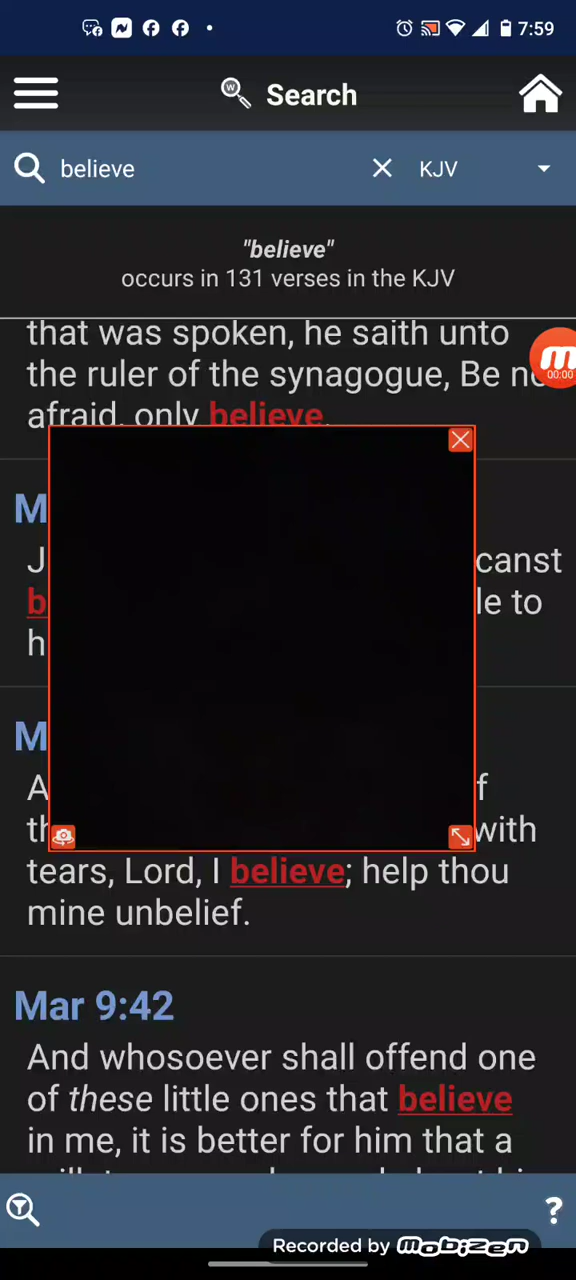 7:59
Search
believe
KJV
"believe"
occurs in 131 verses in the KJV
that was spoken, he saith unto
the ruler of the synagogue, Be
00:00
afraid, only believe.
canst
to
tears, Lord, I believe; help thou
with
mine unbelief.
Mar 9:42
And whosoever shall offend one
of these little ones that believe
in me, it is better for him that a
?
Recorded by mobizen